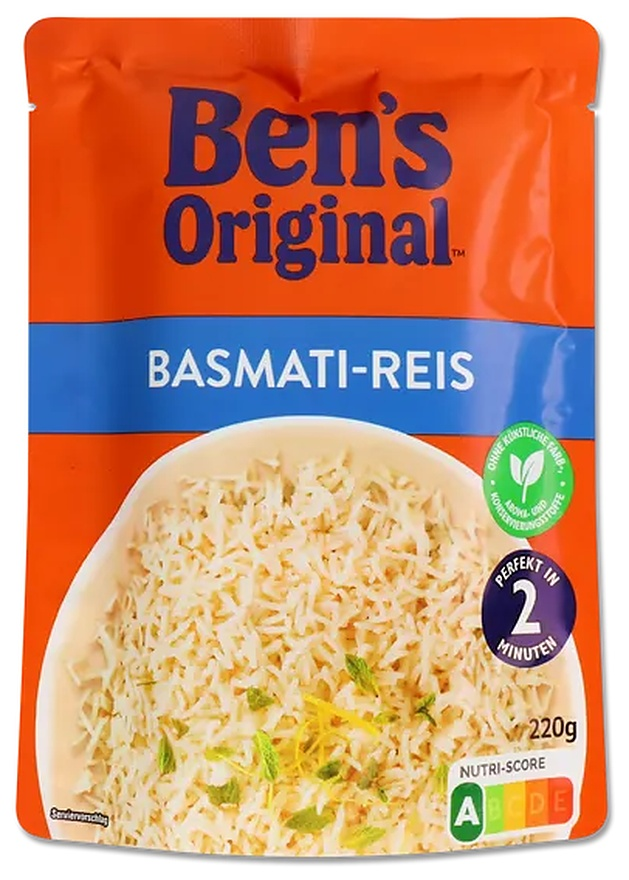 Ben's
Original™
BASMATI-REIS
OHNE KÜNSTLICHE FARB-,
AROMA- UND
KONSERVIERUNGSSTOFFE
PERFEKT IN
2
MINUTEN
220g
NUTRI-SCORE
A B C D E
Serviervorschlag